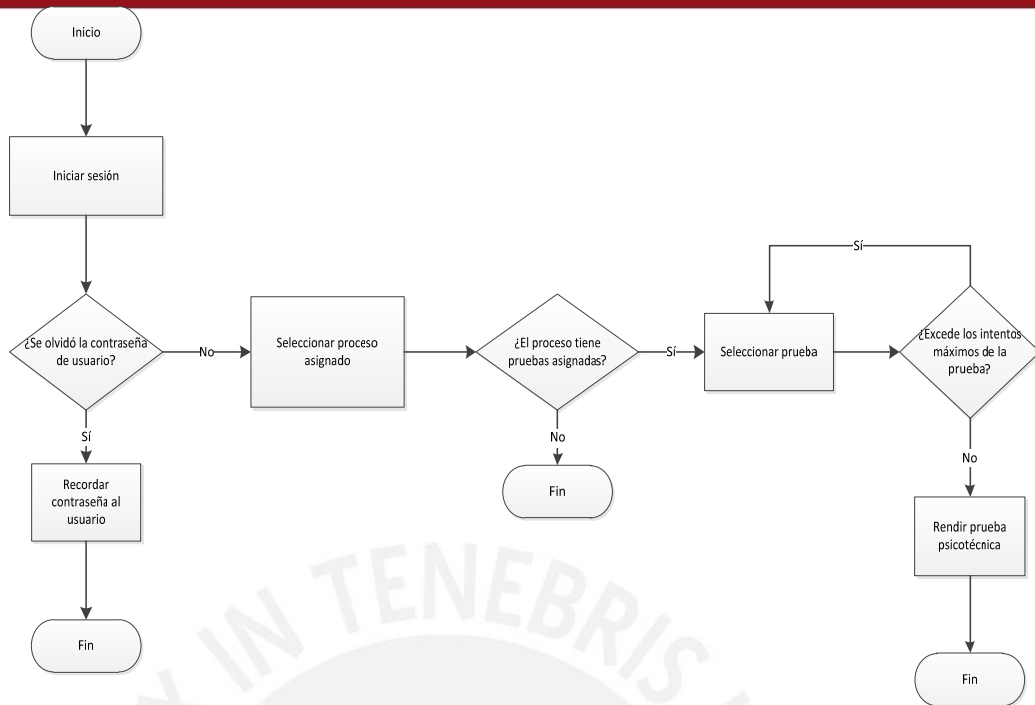 Inicio
Iniciar sesión
¿Se olvidó la contraseña
de usuario?
No
Seleccionar proceso
asignado
¿El proceso tiene
pruebas asignadas?
Sí
Seleccionar prueba
Sí
¿Excede los intentos
máximos de la
prueba?
Sí
Recordar
contraseña al
usuario
Fin
No
Fin
No
Rendir prueba
psicotécnica
Fin
IN TENEBRIS